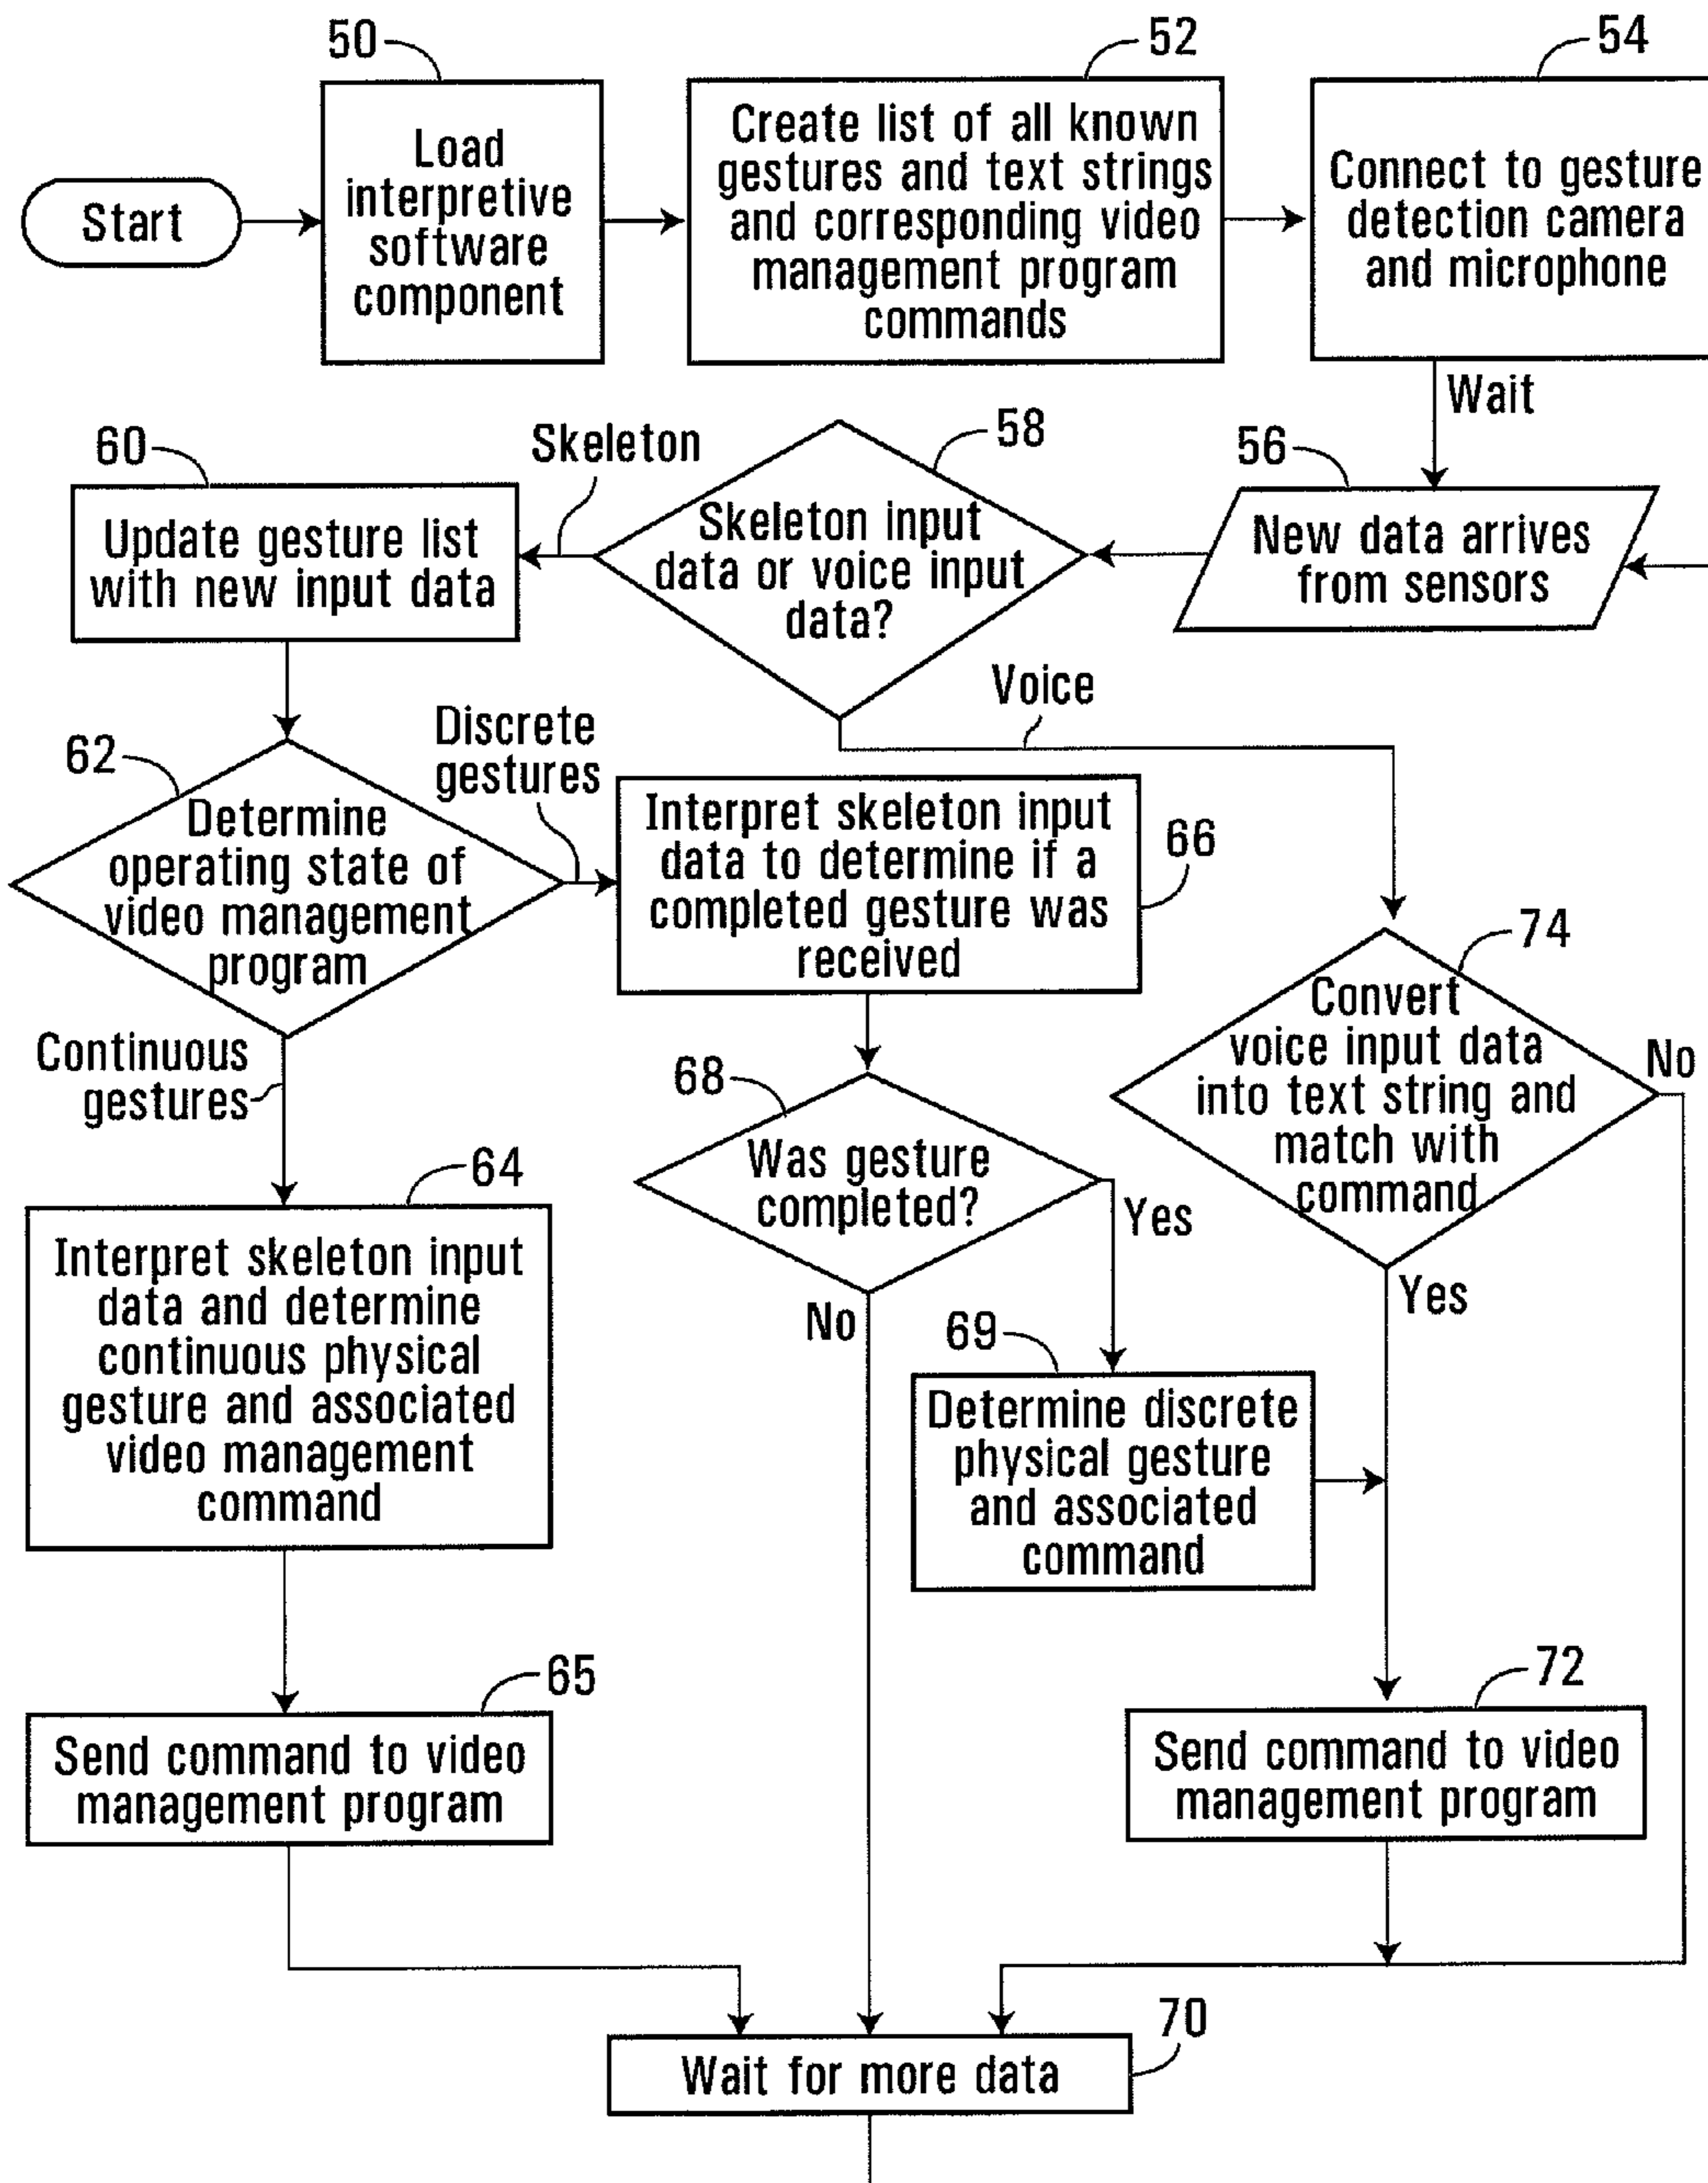 50
52
54
Start
Load
interpretive
software
component
Create list of all known
gestures and text strings
and corresponding video
management program
commands
Connect to gesture
detection camera
and microphone
Wait
56
New data arrives
from sensors
58
Skeleton input
data or voice input
data?
Skeleton
60
Update gesture list
with new input data
Voice
62
Determine
operating state of
video management
program
Discrete
gestures
Interpret skeleton input
data to determine if a
completed gesture was
received
66
74
Convert
voice input data
into text string and
match with
command
No
Yes
Continuous
gestures
64
Interpret skeleton input
data and determine
continuous physical
gesture and associated
video management
command
68
Was gesture
completed?
Yes
No
69
Determine discrete
physical gesture
and associated
command
65
Send command to video
management program
72
Send command to video
management program
70
Wait for more data